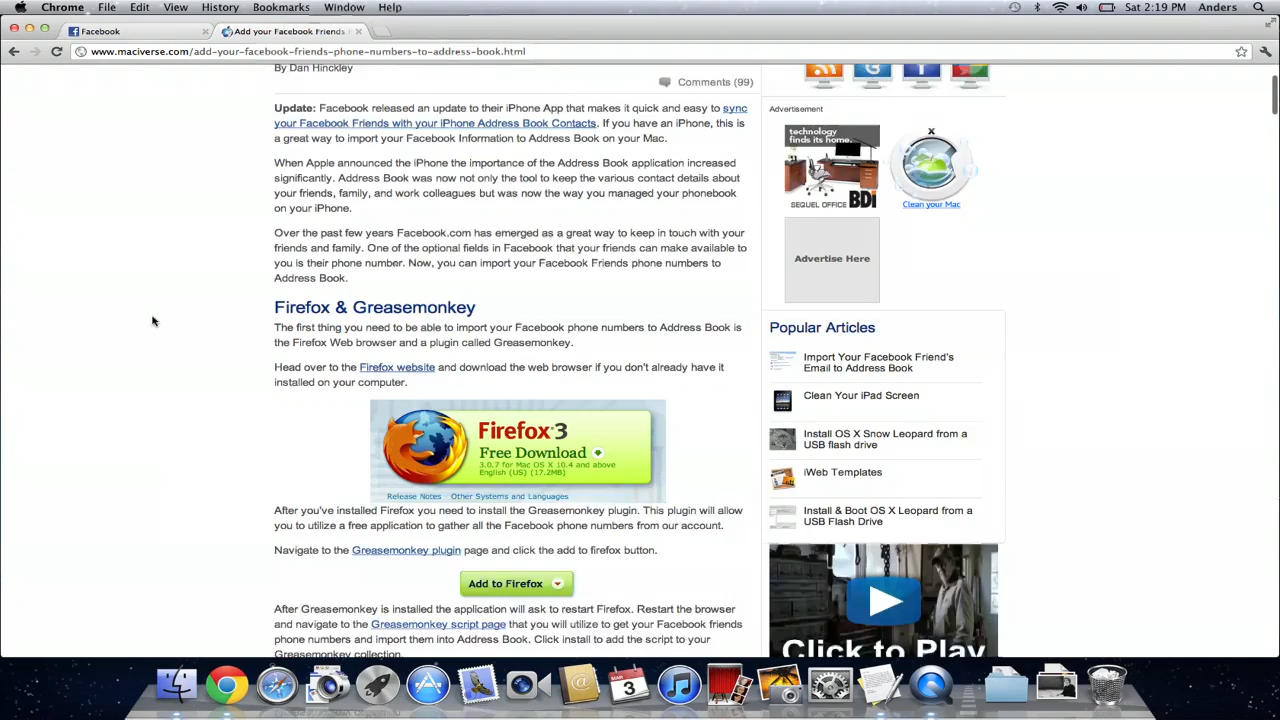 Chrome File Edit View History Bookmarks Window Help Sat 2:19 PM Anders
Facebook
Add your Facebook Friends
www.maciverse.com/add-your-facebook-friends-phone-numbers-to-address-book.html
By Dan Hinckley
Comments (99)
Update: Facebook released an update to their iPhone App that makes it quick and easy to sync
your Facebook Friends with your iPhone Address Book Contacts. If you have an iPhone, this is
a great way to import your Facebook Information to Address Book on your Mac.
When Apple announced the iPhone the importance of the Address Book application increased
significantly. Address Book was now not only the tool to keep the various contact details about
your friends, family, and work colleagues but was now the way you managed your phonebook
on your iPhone.
Over the past few years Facebook.com has emerged as a great way to keep in touch with your
friends and family. One of the optional fields in Facebook that your friends can make available to
you is their phone number. Now, you can import your Facebook Friends phone numbers to
Address Book.
Firefox & Greasemonkey
The first thing you need to be able to import your Facebook phone numbers to Address Book is
the Firefox Web browser and a plugin called Greasemonkey.
Head over to the Firefox website and download the web browser if you don't already have it
installed on your computer.
Firefox 3
Free Download
3.0.7 for Mac OS X 10.4 and above
English (US) (17.2MB)
Release Notes Other Systems and Languages
After you've installed Firefox you need to install the Greasemonkey plugin. This plugin will allow
you to utilize a free application to gather all the Facebook phone numbers from our account.
Navigate to the Greasemonkey plugin page and click the add to firefox button.
Add to Firefox
After Greasemonkey is installed the application will ask to restart Firefox. Restart the browser
and navigate to the Greasemonkey script page that you will utilize to get your Facebook friends
phone numbers and import them into Address Book. Click install to add the script to your
Greasemonkey collection.
Advertisement
technology
finds its home.
SEQUEL OFFICE BDI
X
Clean your Mac
Advertise Here
Popular Articles
Import Your Facebook Friend's
Email to Address Book
Clean Your iPad Screen
Install OS X Snow Leopard from a
USB flash drive
iWeb Templates
Install & Boot OS X Leopard from a
USB Flash Drive
Click to Play
MAR
3